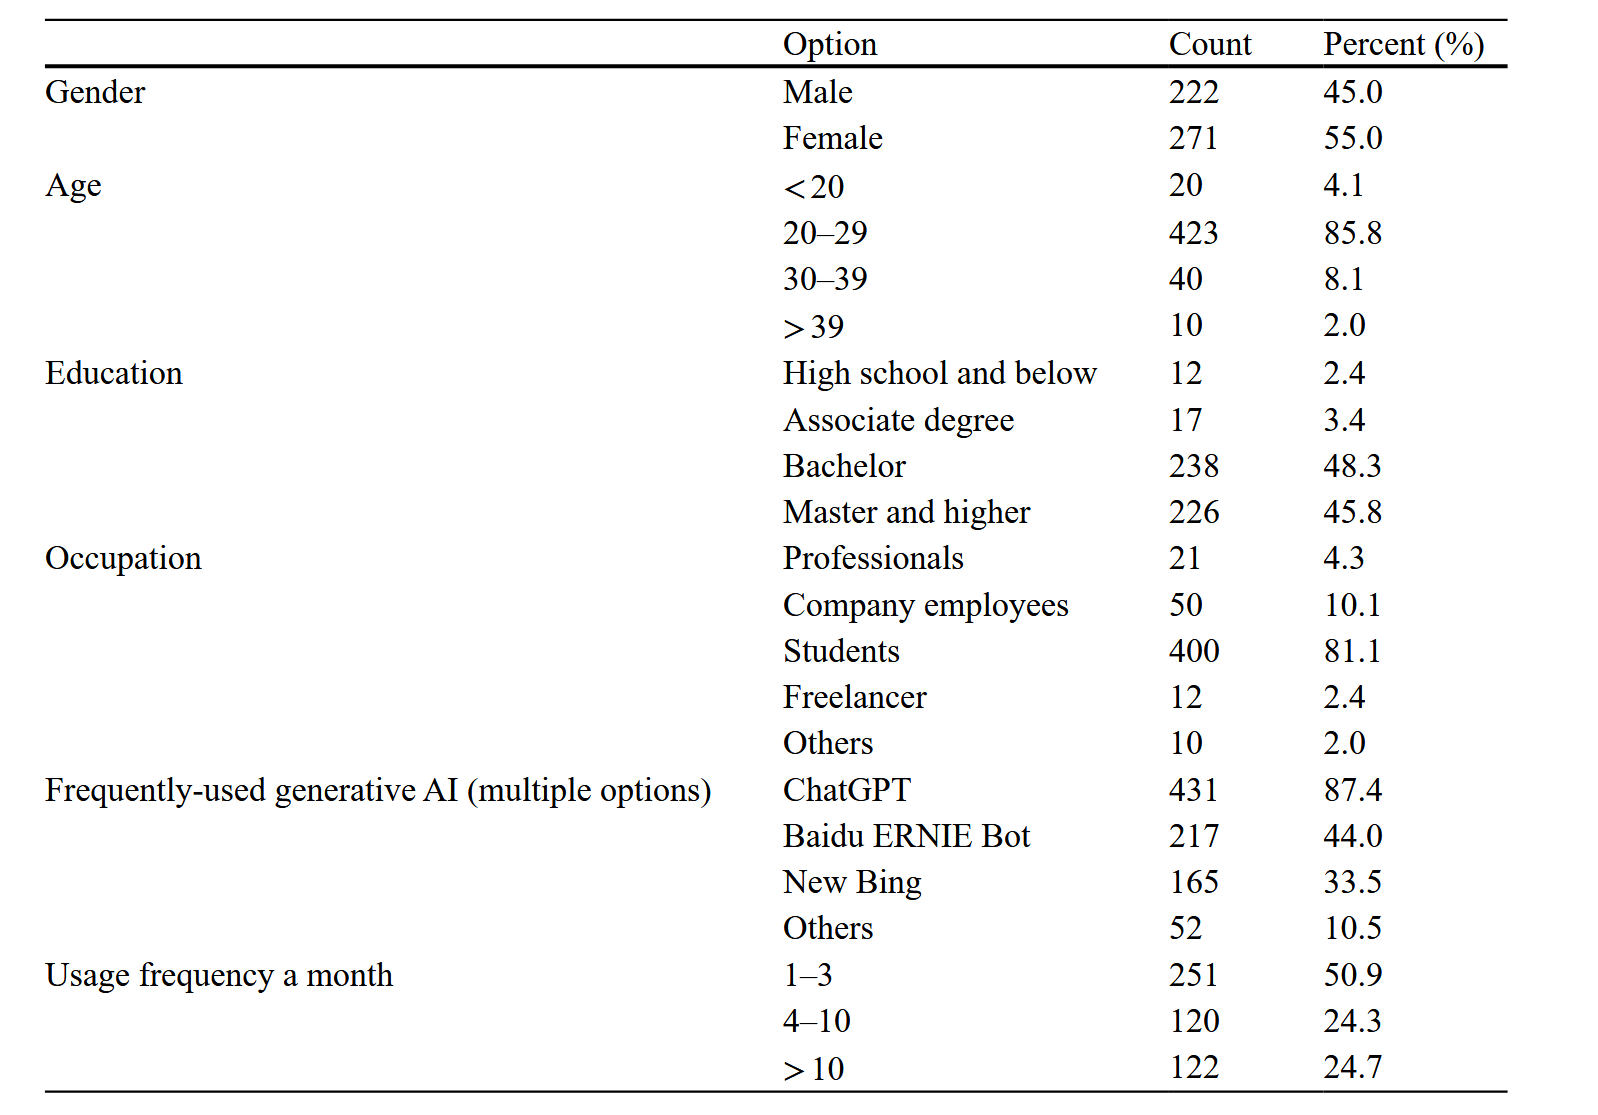 Option Count Percent (%)
Gender Male 222 45.0
Female 271 55.0
Age <20 20 4.1
20–29 423 85.8
30–39 40 8.1
>39 10 2.0
Education High school and below 12 2.4
Associate degree 17 3.4
Bachelor 238 48.3
Master and higher 226 45.8
Occupation Professionals 21 4.3
Company employees 50 10.1
Students 400 81.1
Freelancer 12 2.4
Others 10 2.0
Frequently-used generative AI (multiple options) ChatGPT 431 87.4
Baidu ERNIE Bot 217 44.0
New Bing 165 33.5
Others 52 10.5
Usage frequency a month 1–3 251 50.9
4–10 120 24.3
>10 122 24.7